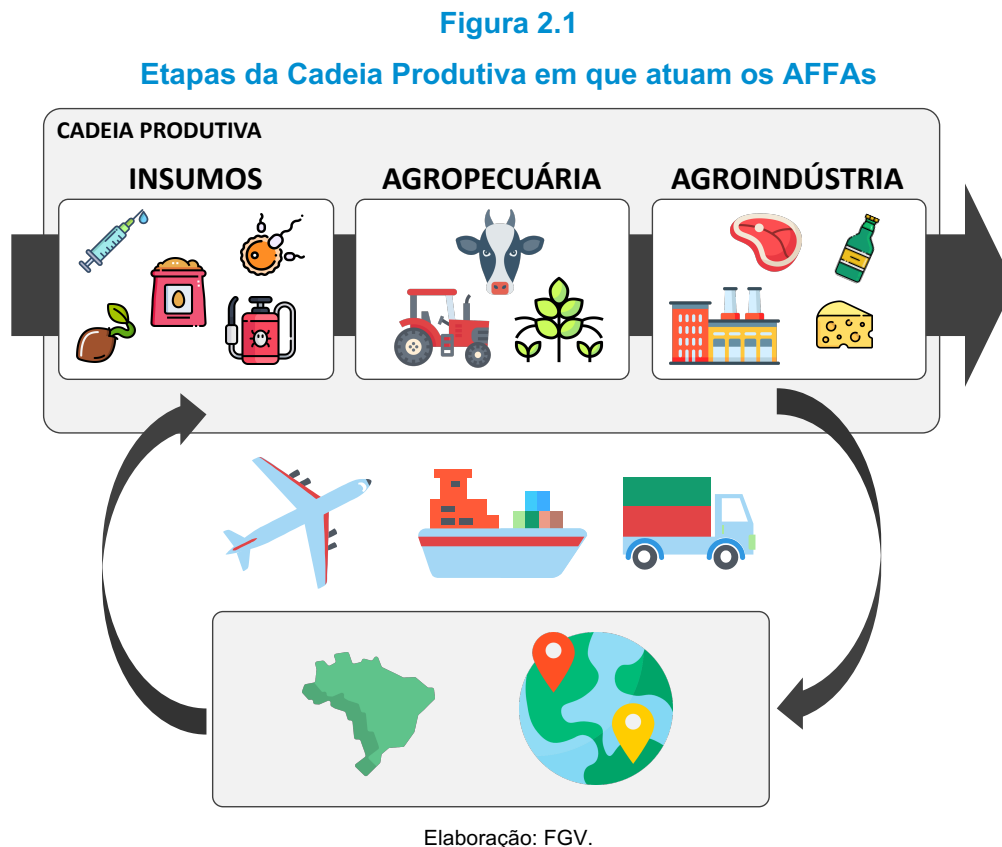 Figura 2.1
Etapas da Cadeia Produtiva em que atuam os AFFAs
CADEIA PRODUTIVA
INSUMOS
AGROPECUÁRIA
AGROINDÚSTRIA
Elaboração: FGV.